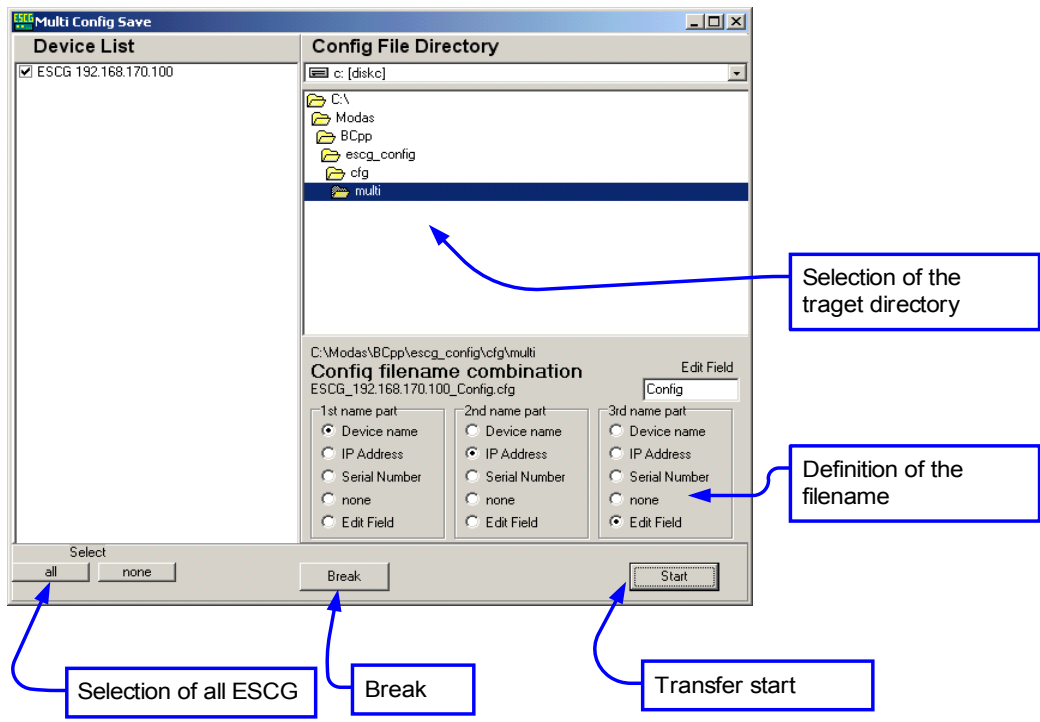 ESCG Multi Config Save
Device List
ESCG 192.168.170.100
Config File Directory
c: [diskc]
C:\
Modas
BCpp
escg_config
cfg
multi
Selection of the
traget directory
C:\Modas\BCpp\escg_config\cfg\multi
Config filename combination
Edit Field
ESCG_192.168.170.100_Config.cfg
Config
1st name part
Device name
IP Address
Serial Number
none
Edit Field
2nd name part
Device name
IP Address
Serial Number
none
Edit Field
3rd name part
Device name
IP Address
Serial Number
none
Edit Field
Definition of the
filename
Select
all
none
Break
Start
Selection of all ESCG
Break
Transfer start